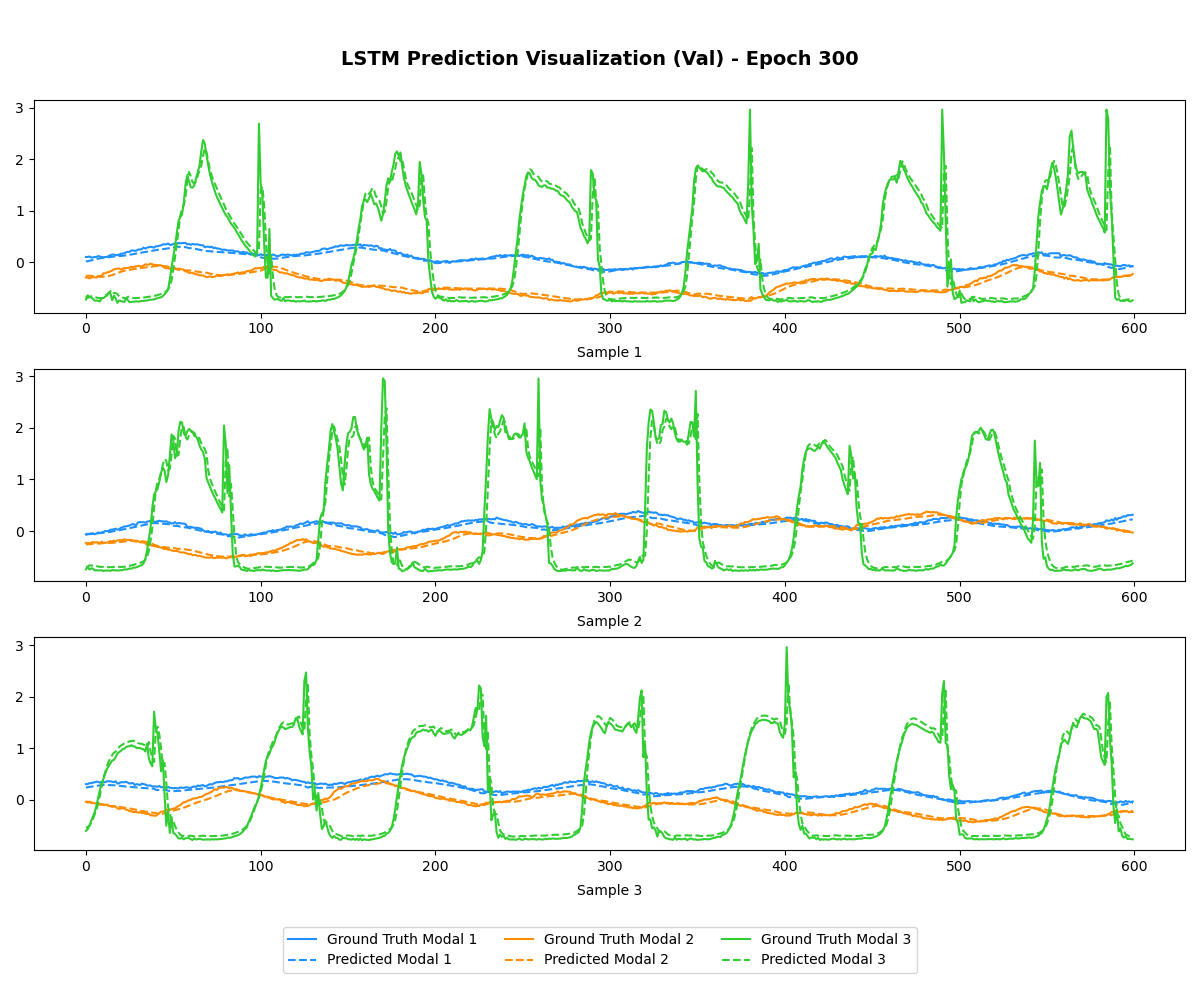 LSTM Prediction Visualization (Val) - Epoch 300
3
2
1
0
0 100 200 300 400 500 600
Sample 1
3
2
1
0
0 100 200 300 400 500 600
Sample 2
3
2
1
0
0 100 200 300 400 500 600
Sample 3
Ground Truth Modal 1 Ground Truth Modal 2 Ground Truth Modal 3
Predicted Modal 1 Predicted Modal 2 Predicted Modal 3